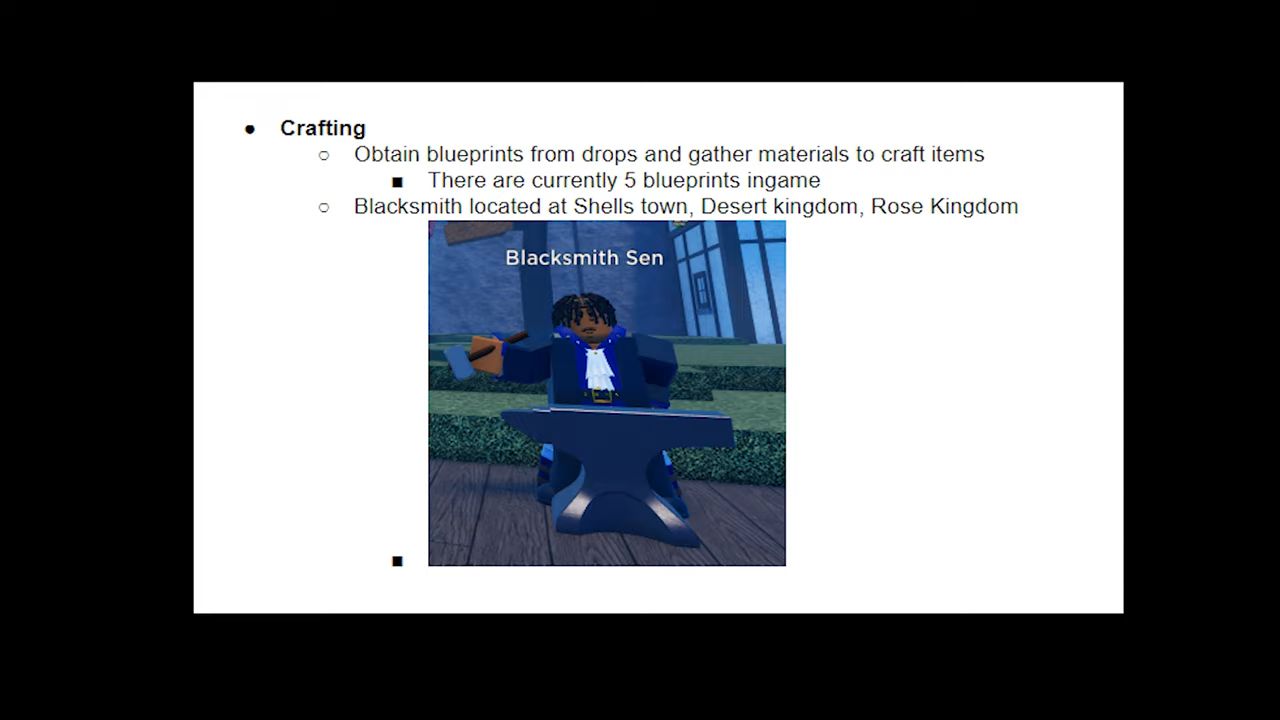 Crafting
Obtain blueprints from drops and gather materials to craft items
There are currently 5 blueprints ingame
Blacksmith located at Shells town, Desert kingdom, Rose Kingdom
Blacksmith Sen